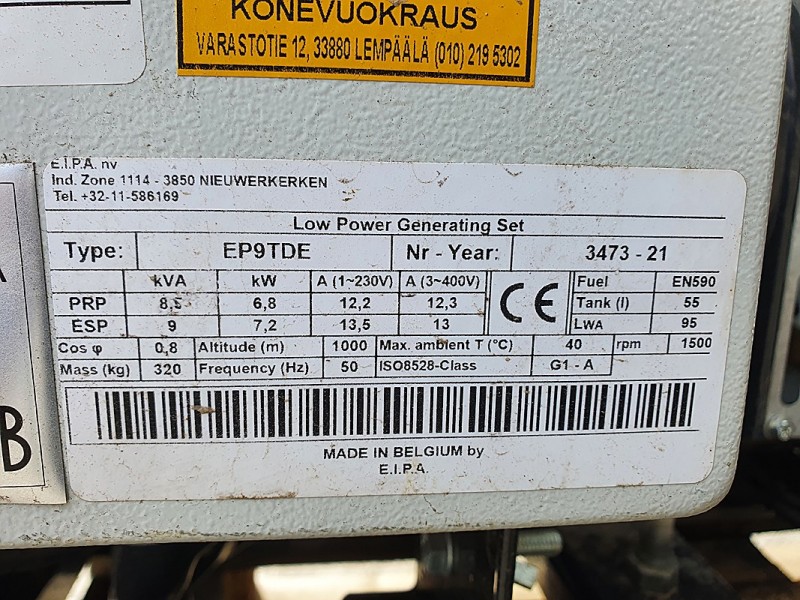 KONEVUOKRAUS
VARASTOTIE 12, 33880 LEMPÄÄLÄ (010) 219 5302
E.I.P.A. nv
Ind. Zone 1114 - 3850 NIEUWERKERKEN
Tel. +32-11-586169
Low Power Generating Set
Type: EP9TDE Nr - Year: 3473 - 21
kVA kW A (1~230V) A (3~400V) Fuel EN590
PRP 8,5 6,8 12,2 12,3 CE Tank (l) 55
ESP 9 7,2 13,5 13 LWA 95
Cos φ 0,8 Altitude (m) 1000 Max. ambient T (°C) 40 rpm 1500
Mass (kg) 320 Frequency (Hz) 50 ISO8528-Class G1 - A
MADE IN BELGIUM by
E.I.P.A.
B